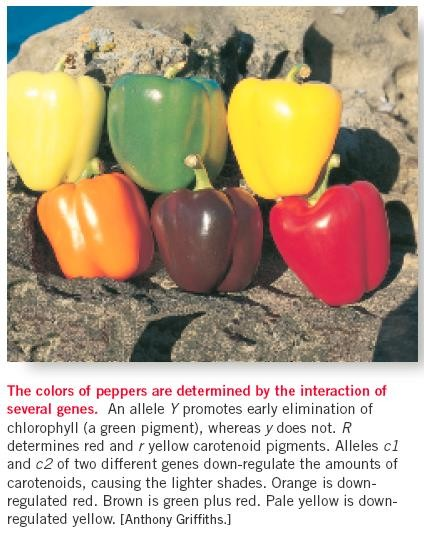 The colors of peppers are determined by the interaction of
several genes. An allele Y promotes early elimination of
chlorophyll (a green pigment), whereas y does not. R
determines red and r yellow carotenoid pigments. Alleles c1
and c2 of two different genes down-regulate the amounts of
carotenoids, causing the lighter shades. Orange is down-
regulated red. Brown is green plus red. Pale yellow is down-
regulated yellow. [Anthony Griffiths.]